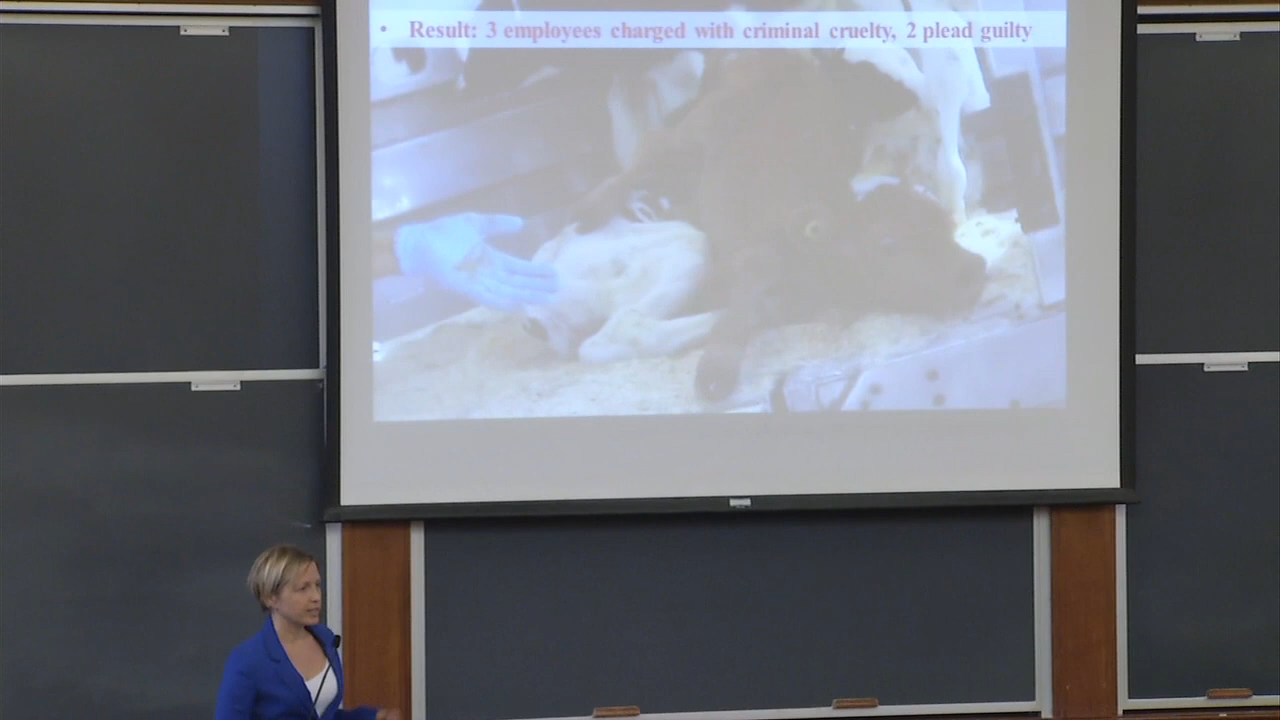 • Result: 3 employees charged with criminal cruelty, 2 plead guilty